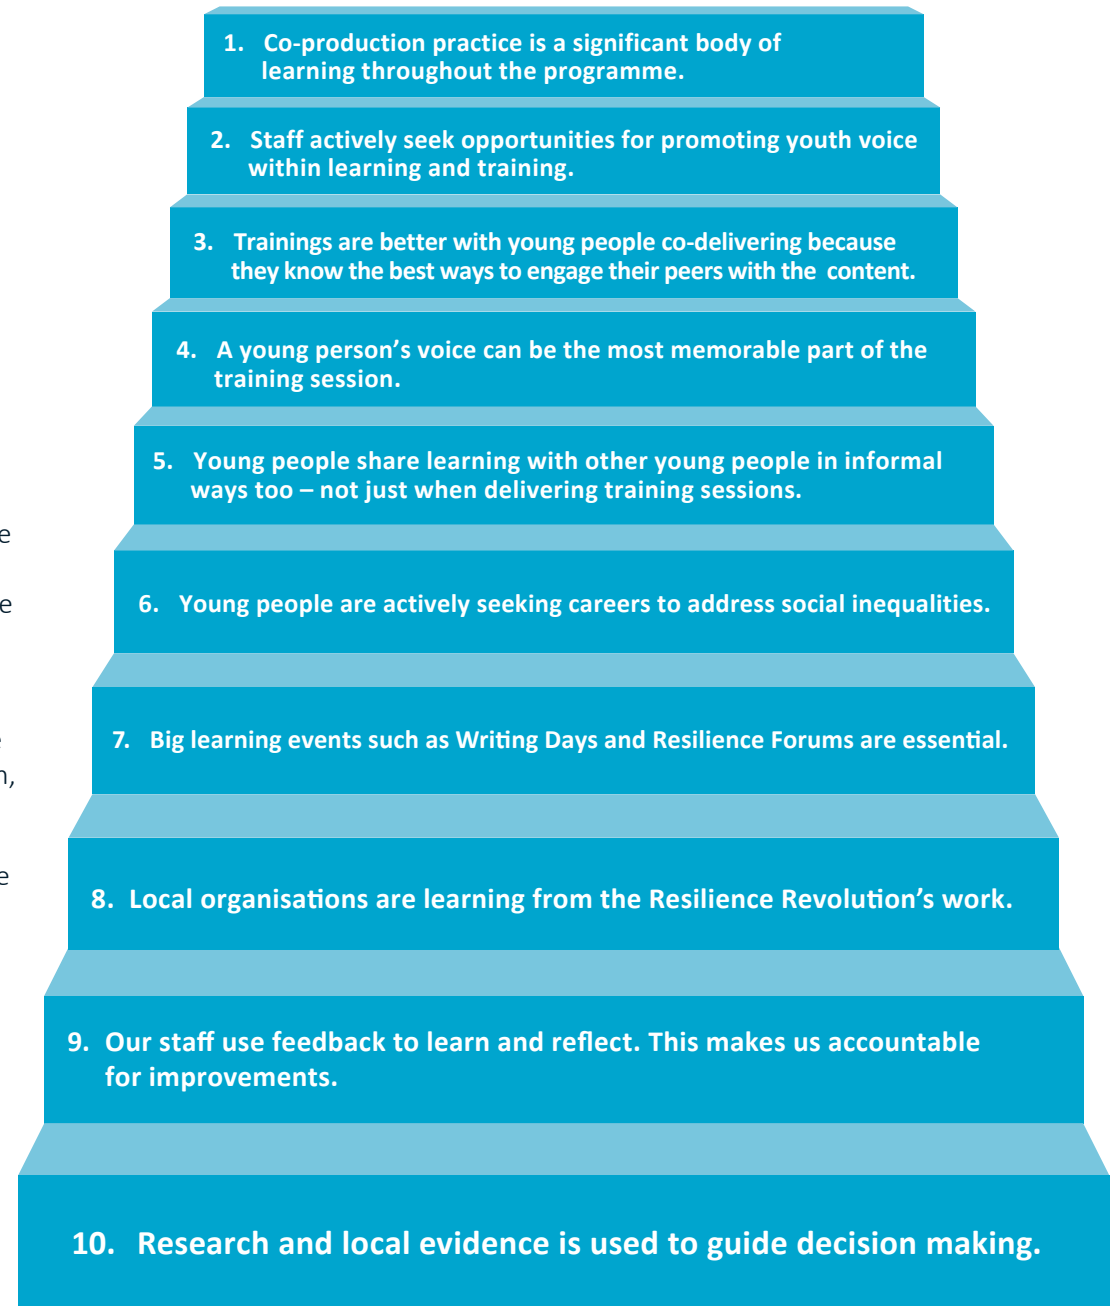 1. Co-production practice is a significant body of
learning throughout the programme.
2. Staff actively seek opportunities for promoting youth voice
within learning and training.
3. Trainings are better with young people co-delivering because
they know the best ways to engage their peers with the content.
4. A young person’s voice can be the most memorable part of the
training session.
5. Young people share learning with other young people in informal
ways too – not just when delivering training sessions.
6. Young people are actively seeking careers to address social inequalities.
7. Big learning events such as Writing Days and Resilience Forums are essential.
8. Local organisations are learning from the Resilience Revolution’s work.
9. Our staff use feedback to learn and reflect. This makes us accountable
for improvements.
10. Research and local evidence is used to guide decision making.